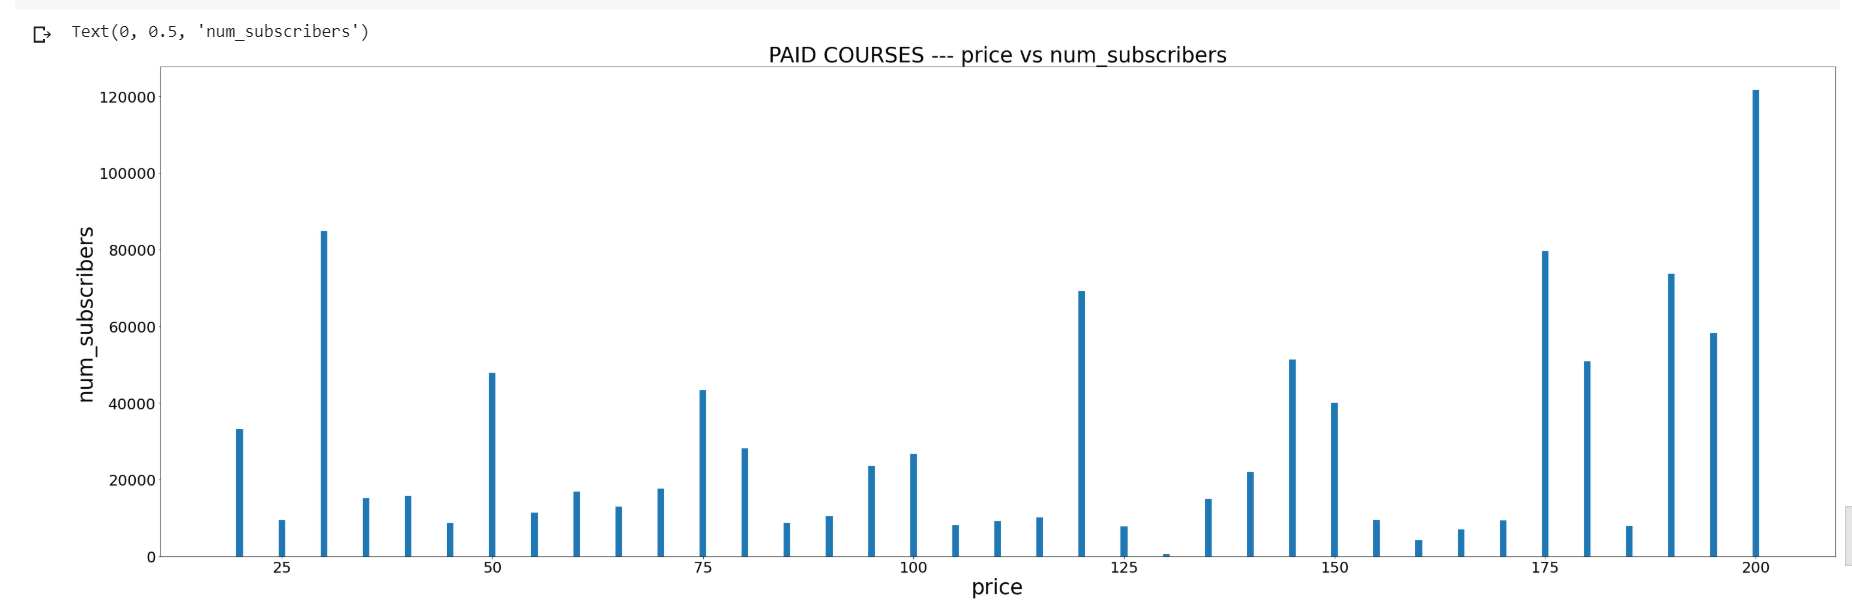 Text(0, 0.5, 'num_subscribers')
PAID COURSES --- price vs num_subscribers
120000
100000
80000
60000
40000
20000
0
num_subscribers
25 50 75 100 125 150 175 200
price